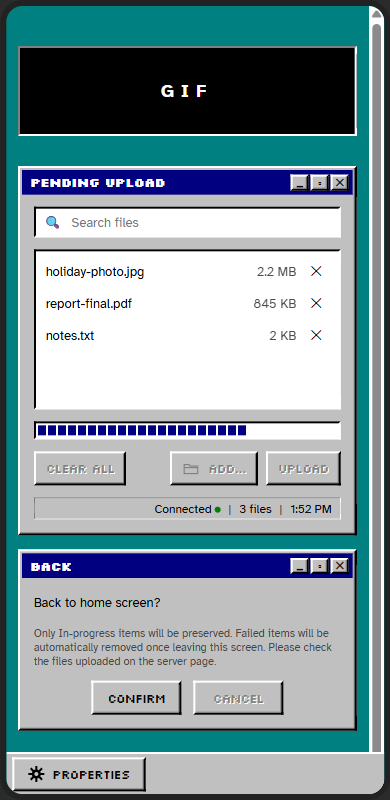 GIF
PENDING UPLOAD
Search files
holiday-photo.jpg 2.2 MB
report-final.pdf 845 KB
notes.txt 2 KB
CLEAR ALL ADD... UPLOAD
Connected | 3 files | 1:52 PM
BACK
Back to home screen?
Only In-progress items will be preserved. Failed items will be
automatically removed once leaving this screen. Please check
the files uploaded on the server page.
CONFIRM CANCEL
PROPERTIES